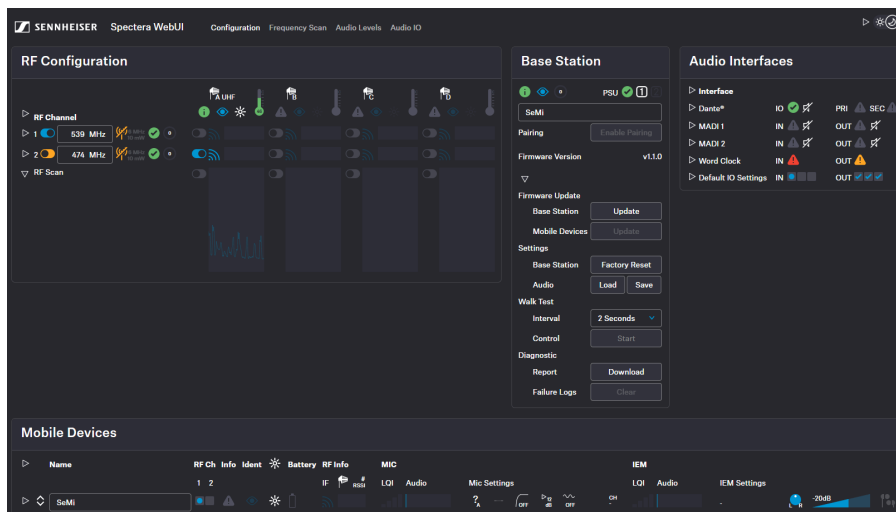 SENNHEISER Spectera WebUI Configuration Frequency Scan Audio Levels Audio IO
RF Configuration
A UHF B C D
RF Channel
1 539 MHz
2 474 MHz
RF Scan
Base Station
PSU 1
SeMi
Pairing Enable Pairing
Firmware Version v1.1.0
Firmware Update
Base Station Update
Mobile Devices Update
Settings
Base Station Factory Reset
Audio Load Save
Walk Test
Interval 2 Seconds
Control Start
Diagnostic
Report Download
Failure Logs Clear
Audio Interfaces
Interface
Dante® IO PRI SEC
MADI 1 IN OUT
MADI 2 IN OUT
Word Clock IN OUT
Default IO Settings IN OUT
Mobile Devices
Name RF Ch Info Ident Battery RF Info MIC IEM
1 2 IF RSSI LQI Audio Mic Settings LQI Audio IEM Settings
SeMi ? A -- OFF dB OFF CH - - L R -20dB